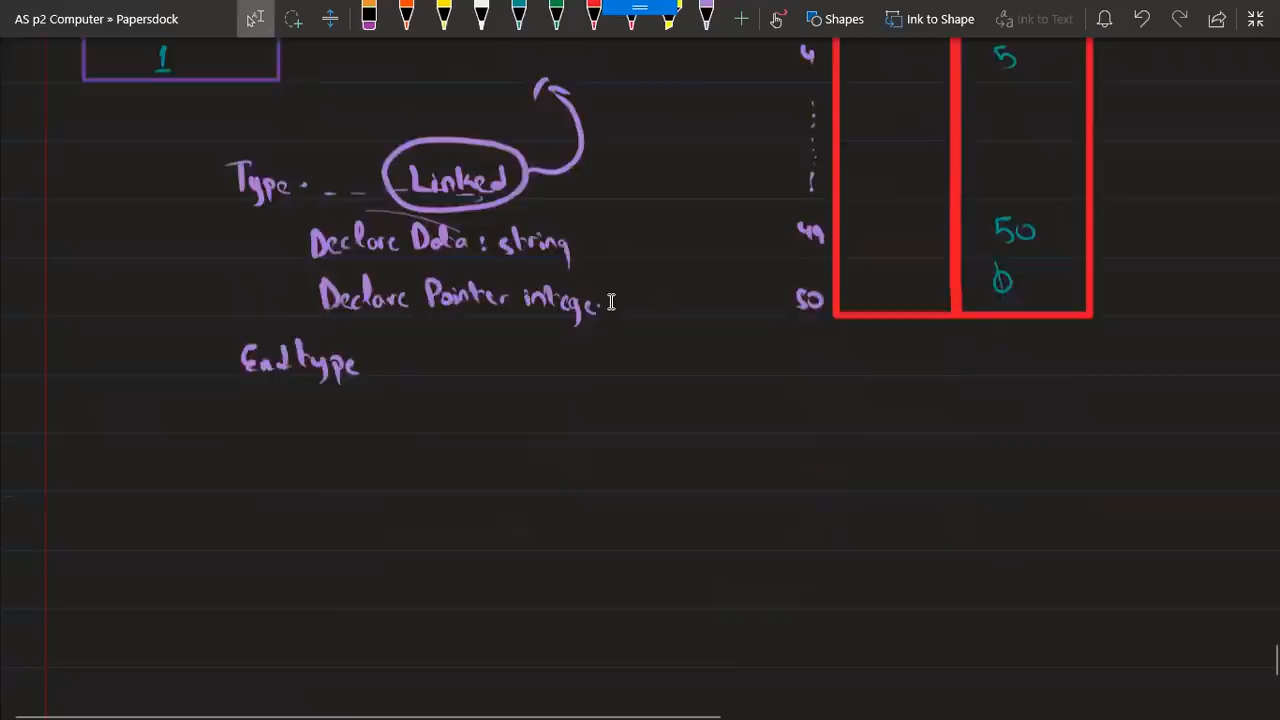 AS p2 Computer » Papersdock
Shapes
Ink to Shape
Ink to Text
1
4 5
Type Linked
Declare Data : string
49 50
Declare Pointer intege
50 0
Endtype